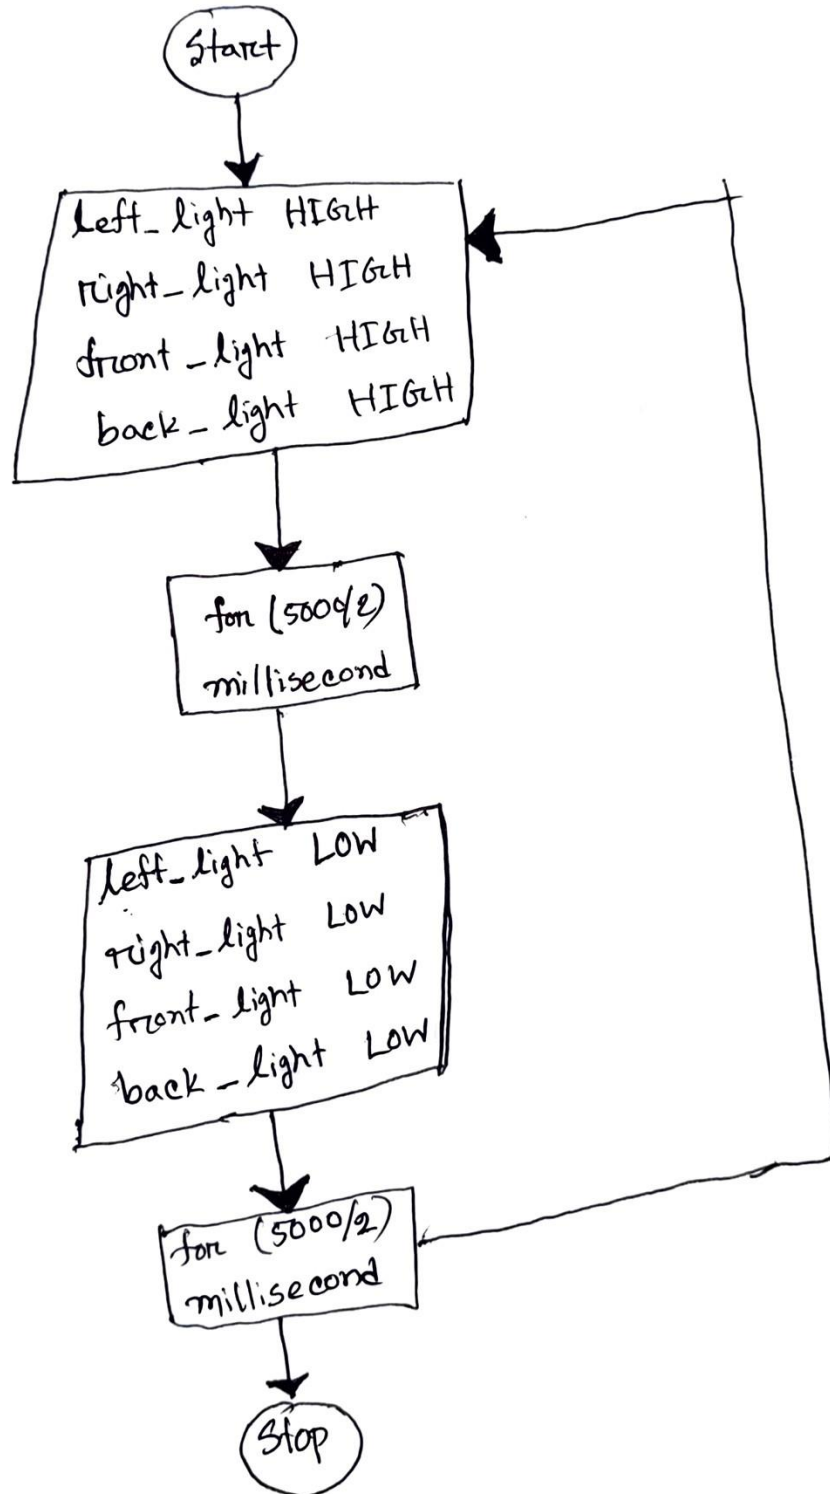 Start
left_light HIGH
right_light HIGH
front_light HIGH
back_light HIGH
for (5000/2)
millisecond
left_light LOW
right_light LOW
front_light LOW
back_light LOW
for (5000/2)
millisecond
Stop